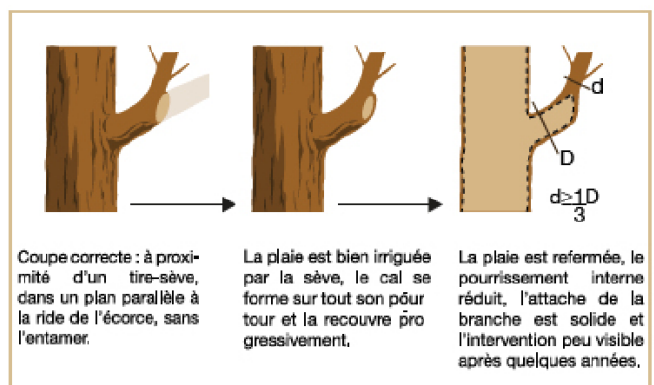 d
D
d≥1D
3
Coupe correcte : à proxi-
mité d'un tire-sève,
dans un plan parallèle à
la ride de l'écorce, sans
l'entamer.
La plaie est bien irriguée
par la sève, le cal se
forme sur tout son pour
tour et la recouvre pro
gressivement.
La plaie est refermée, le
pourrissement interne
réduit, l'attache de la
branche est solide et
l'intervention peu visible
après quelques années.